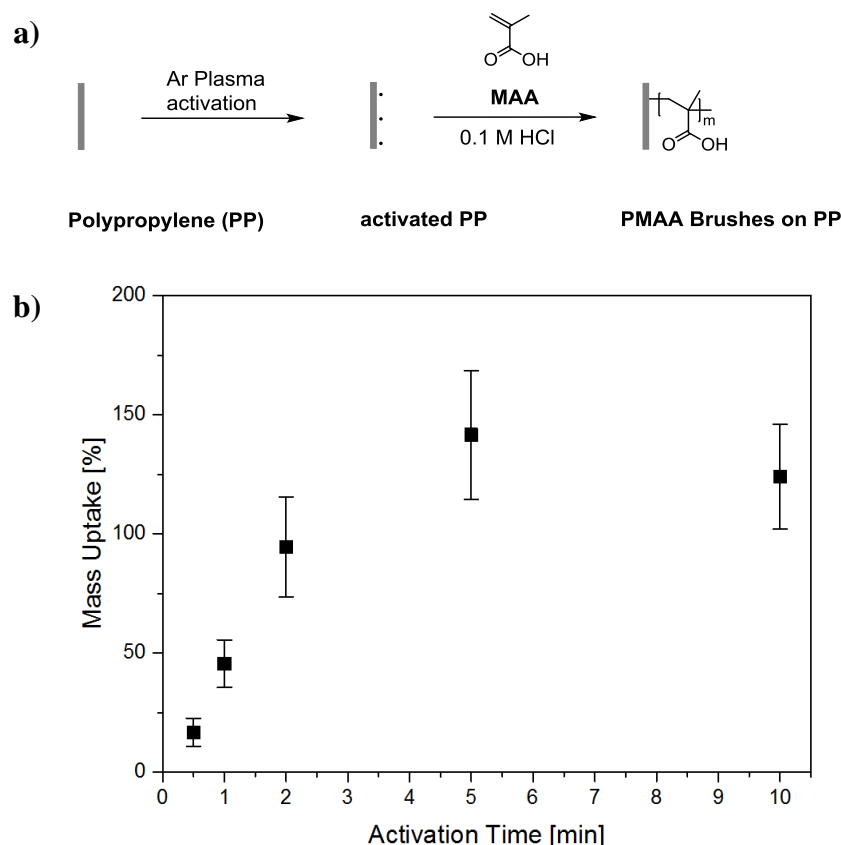 a)
Ar Plasma
activation
O
OH
MAA
0.1 M HCl
m
O
OH
Polypropylene (PP)
activated PP
PMAA Brushes on PP
b)
200
150
100
50
0
Mass Uptake [%]
0 1 2 3 4 5 6 7 8 9 10
Activation Time [min]